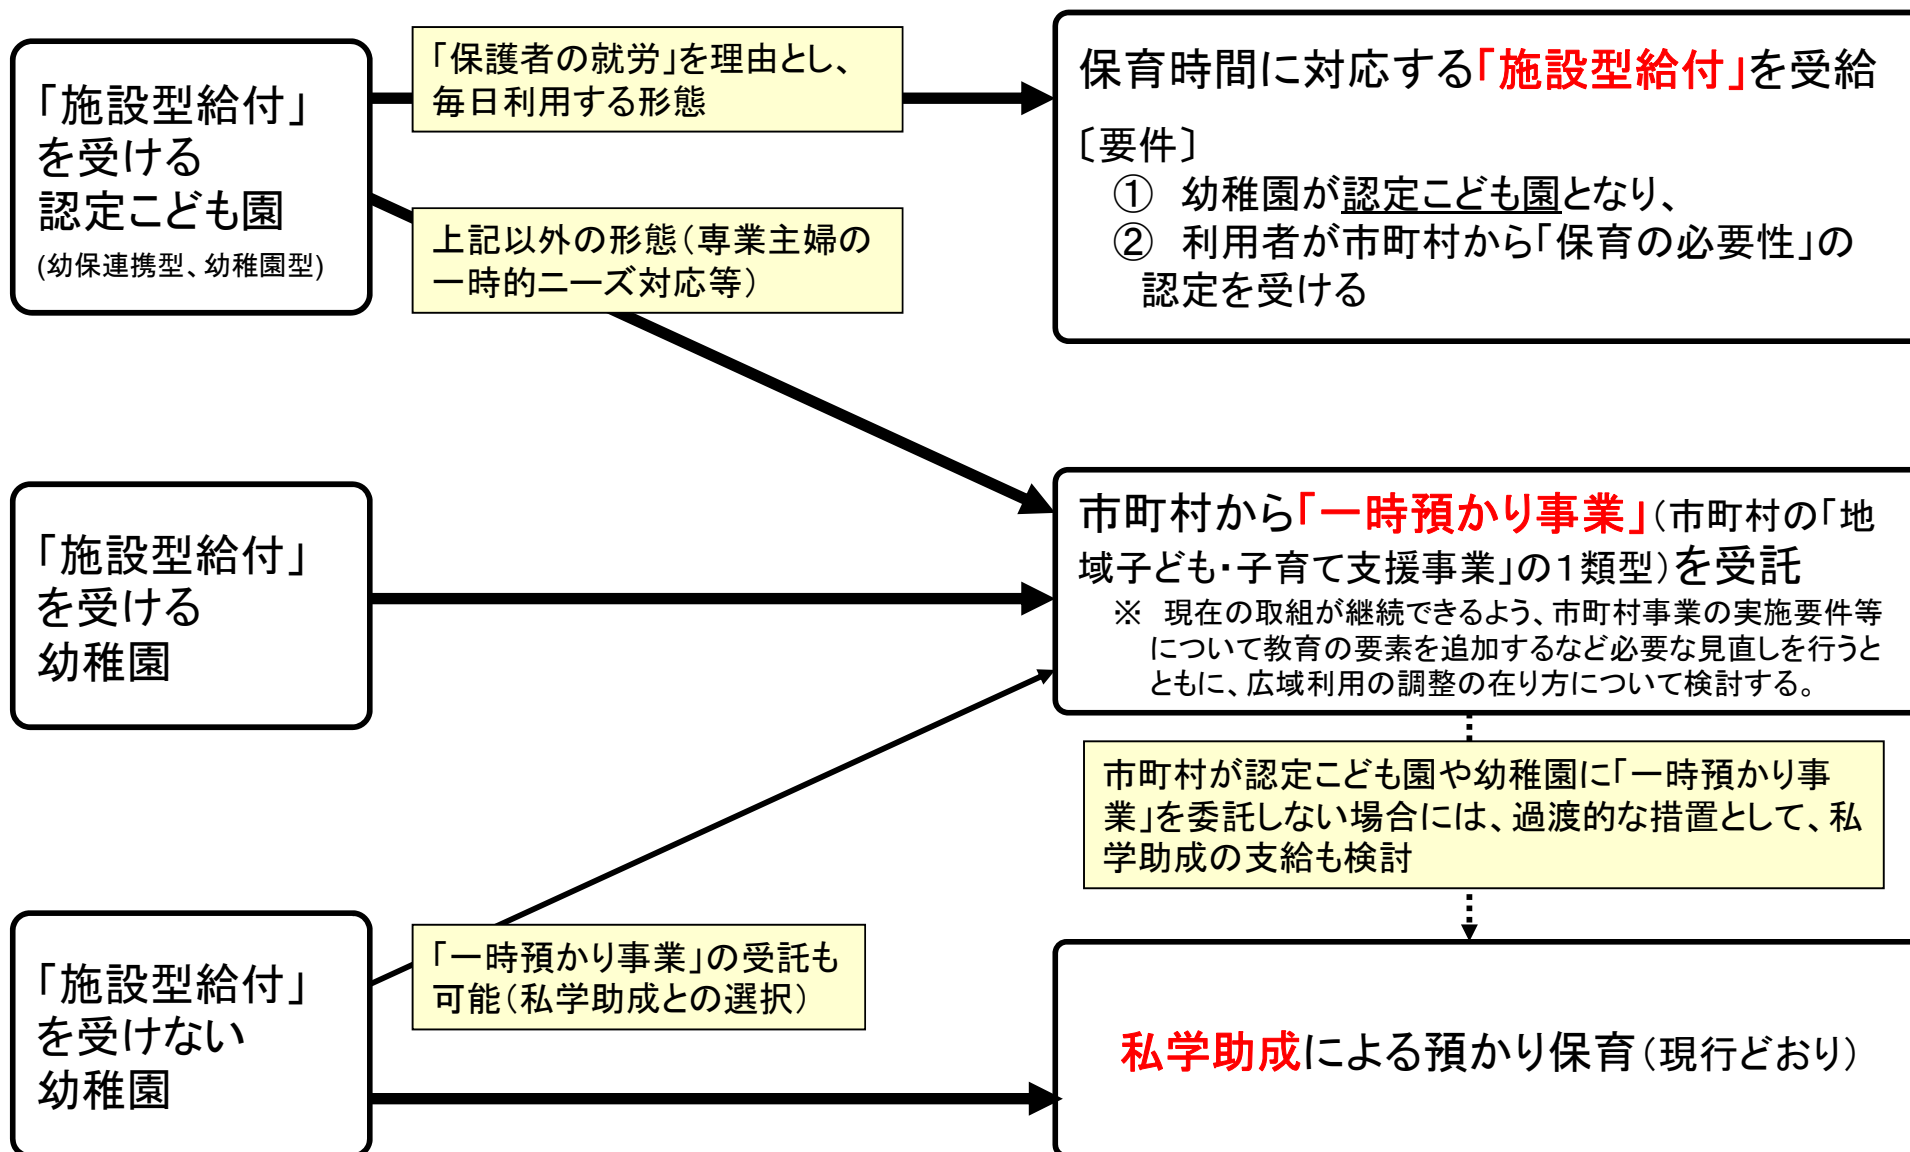 「施設型給付」
を受ける
認定こども園
(幼保連携型、幼稚園型)
「保護者の就労」を理由とし、
毎日利用する形態
上記以外の形態(専業主婦の
一時的ニーズ対応等)
保育時間に対応する「施設型給付」を受給
〔要件〕
① 幼稚園が認定こども園となり、
② 利用者が市町村から「保育の必要性」の
認定を受ける
「施設型給付」
を受ける
幼稚園
市町村から「一時預かり事業」(市町村の「地
域子ども・子育て支援事業」の1類型)を受託
※ 現在の取組が継続できるよう、市町村事業の実施要件等
について教育の要素を追加するなど必要な見直しを行うと
ともに、広域利用の調整の在り方について検討する。
市町村が認定こども園や幼稚園に「一時預かり事
業」を委託しない場合には、過渡的な措置として、私
学助成の支給も検討
「施設型給付」
を受けない
幼稚園
「一時預かり事業」の受託も
可能(私学助成との選択)
私学助成による預かり保育(現行どおり)